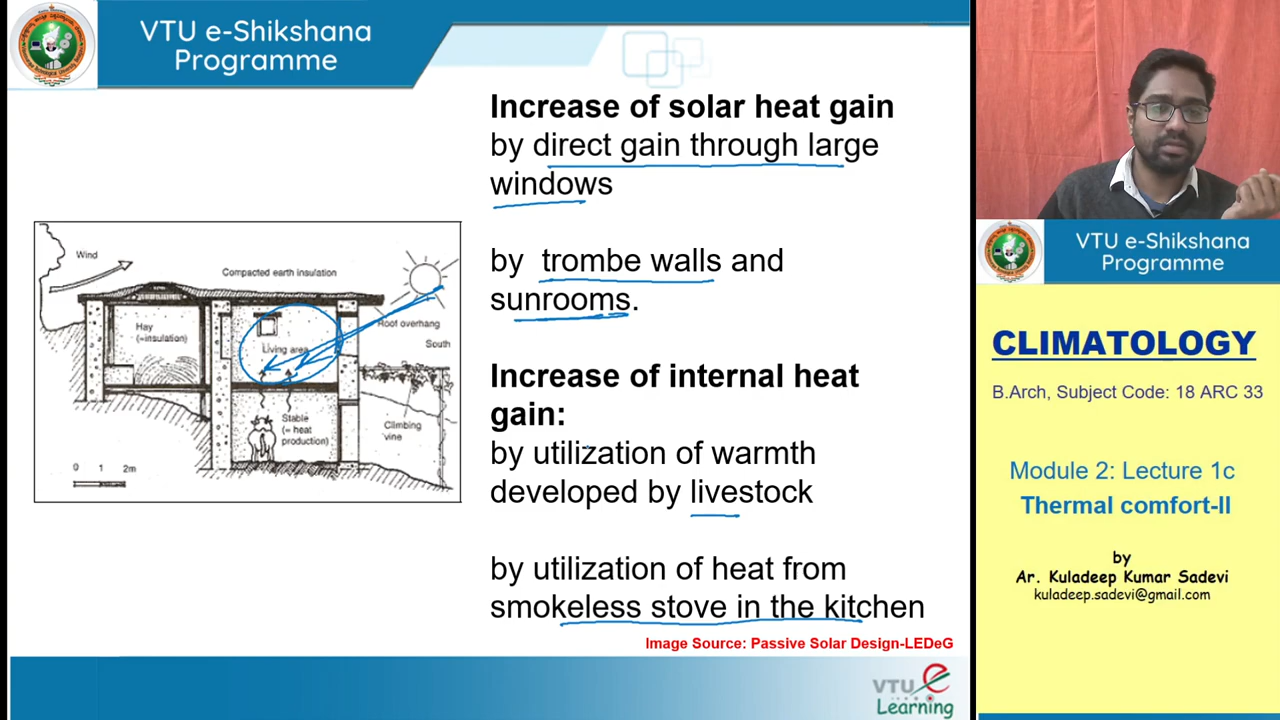 VTU e-Shikshana
Programme
Increase of solar heat gain
by direct gain through large
windows
by trombe walls and
sunrooms.
Increase of internal heat
gain:
by utilization of warmth
developed by livestock
by utilization of heat from
smokeless stove in the kitchen
Image Source: Passive Solar Design-LEDeG
Wind
Compacted earth insulation
Hay
(=insulation)
Living area
Roof overhang
South
Stable
(= heat
production)
Climbing
vine
0 1 2m
VTU e
Learning
VTU e-Shikshana
Programme
CLIMATOLOGY
B.Arch, Subject Code: 18 ARC 33
Module 2: Lecture 1c
Thermal comfort-II
by
Ar. Kuladeep Kumar Sadevi
kuladeep.sadevi@gmail.com